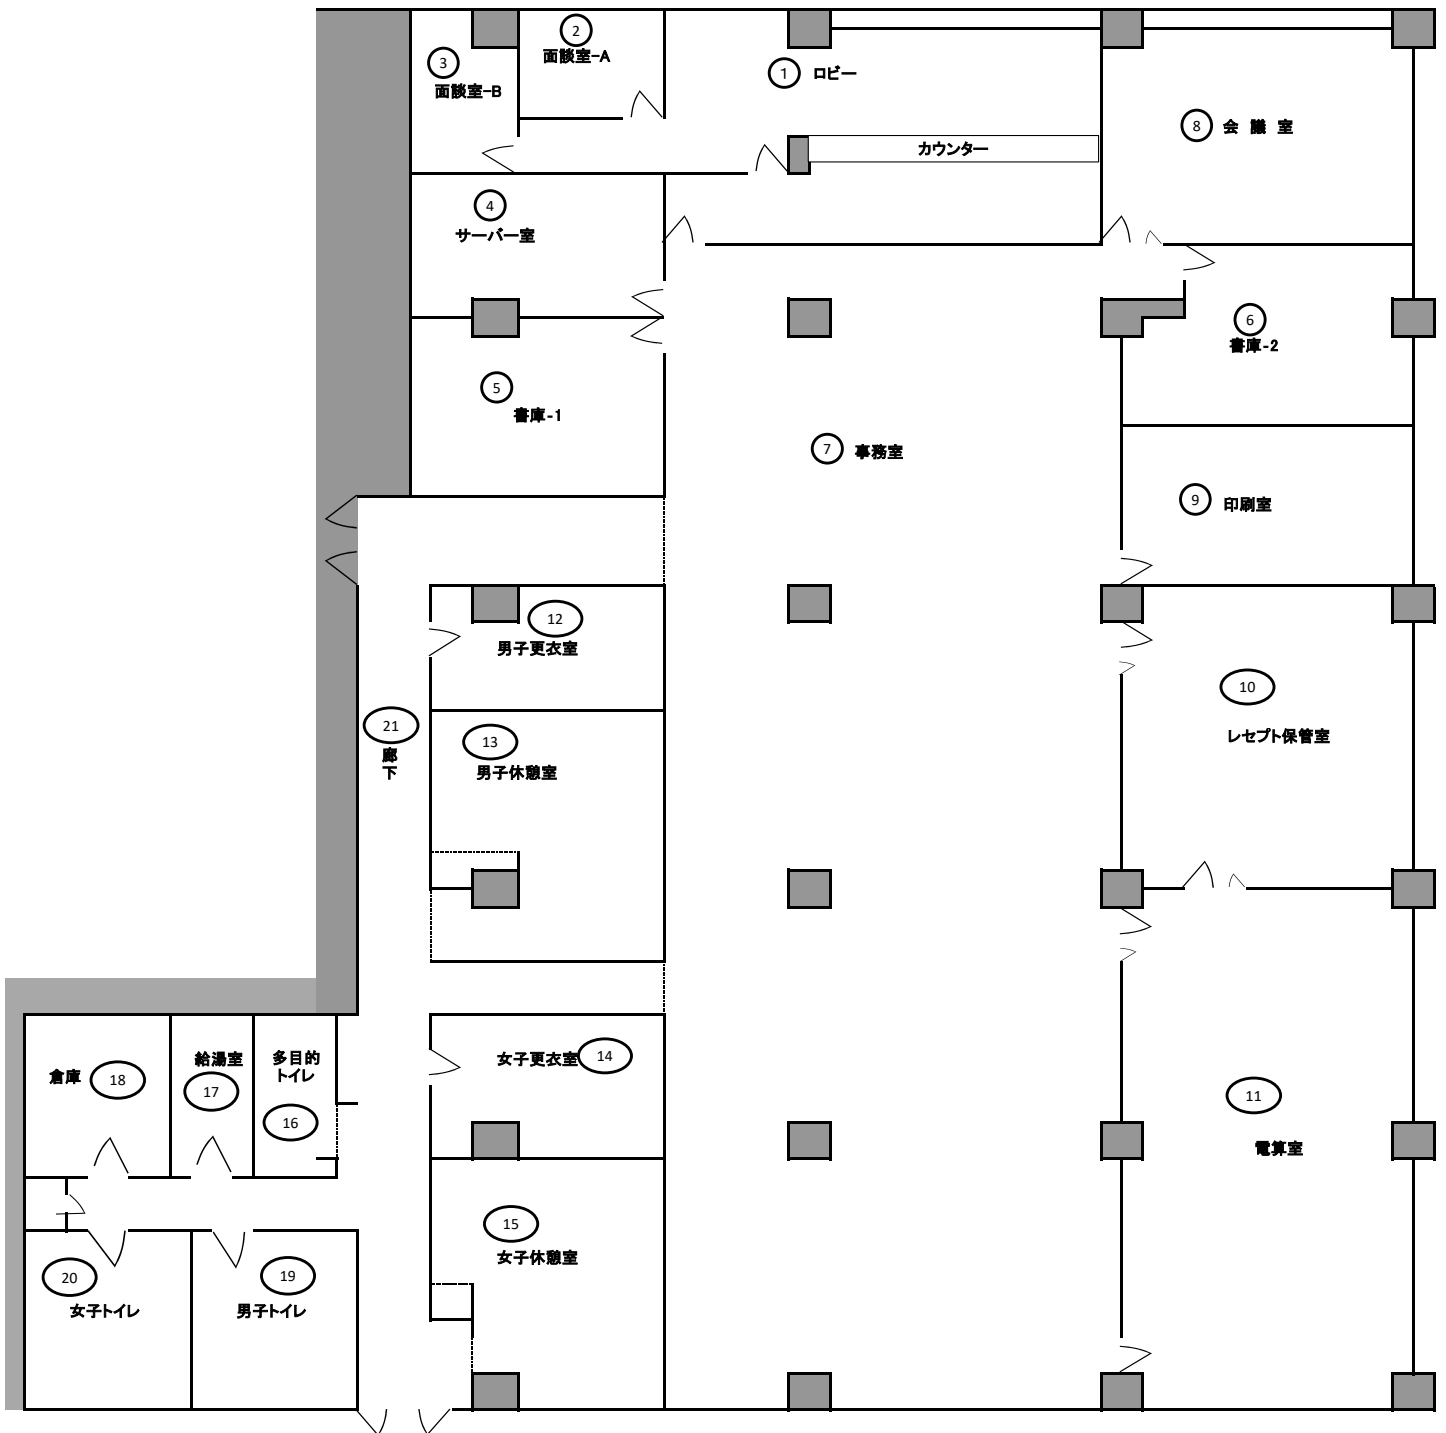 2
面談室-A
3
面談室-B
1 ロビー
8 会 議 室
カウンター
4
サーバー室
6
書庫-2
5
書庫-1
7 事務室
9 印刷室
12
男子更衣室
10
レセプト保管室
21
廊
下
13
男子休憩室
女子更衣室 14
給湯室
17
多目的
トイレ
16
倉庫 18
11
電算室
15
女子休憩室
20
女子トイレ
19
男子トイレ